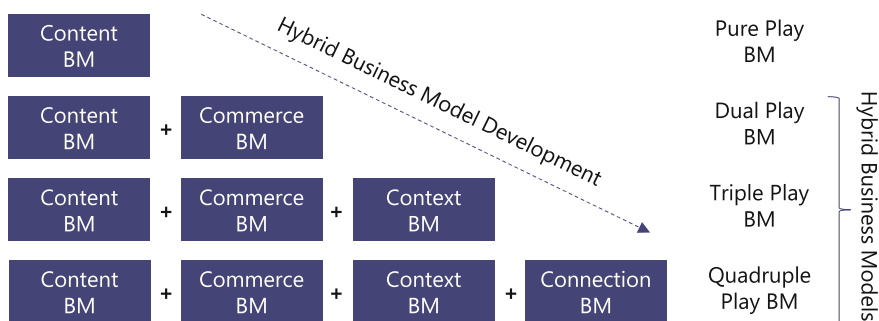 Content
BM
Hybrid Business Model Development
Pure Play
BM
Content
BM
+
Commerce
BM
Dual Play
BM
Content
BM
+
Commerce
BM
+
Context
BM
Triple Play
BM
Content
BM
+
Commerce
BM
+
Context
BM
+
Connection
BM
Quadruple
Play BM
Hybrid Business Models